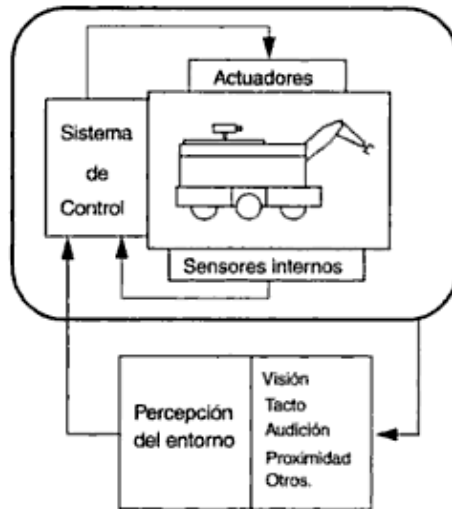 Actuadores
Sistema
de
Control
Sensores internos
Percepción
del entorno
Visión
Tacto
Audición
Proximidad
Otros.